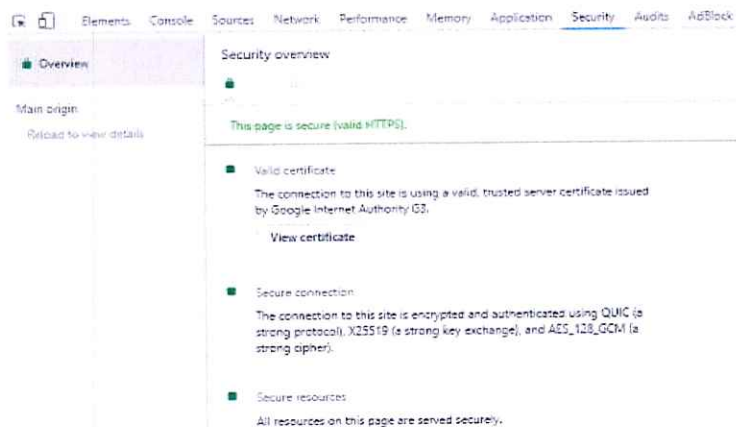 Elements Console Sources Network Performance Memory Application Security Audits AdBlock
Overview
Main origin
Reload to view details
Security overview
This page is secure (valid HTTPS).
Valid certificate
The connection to this site is using a valid, trusted server certificate issued
by Google Internet Authority G3.
View certificate
Secure connection
The connection to this site is encrypted and authenticated using QUIC (a
strong protocol), X25519 (a strong key exchange), and AES_128_GCM (a
strong cipher).
Secure resources
All resources on this page are served securely.